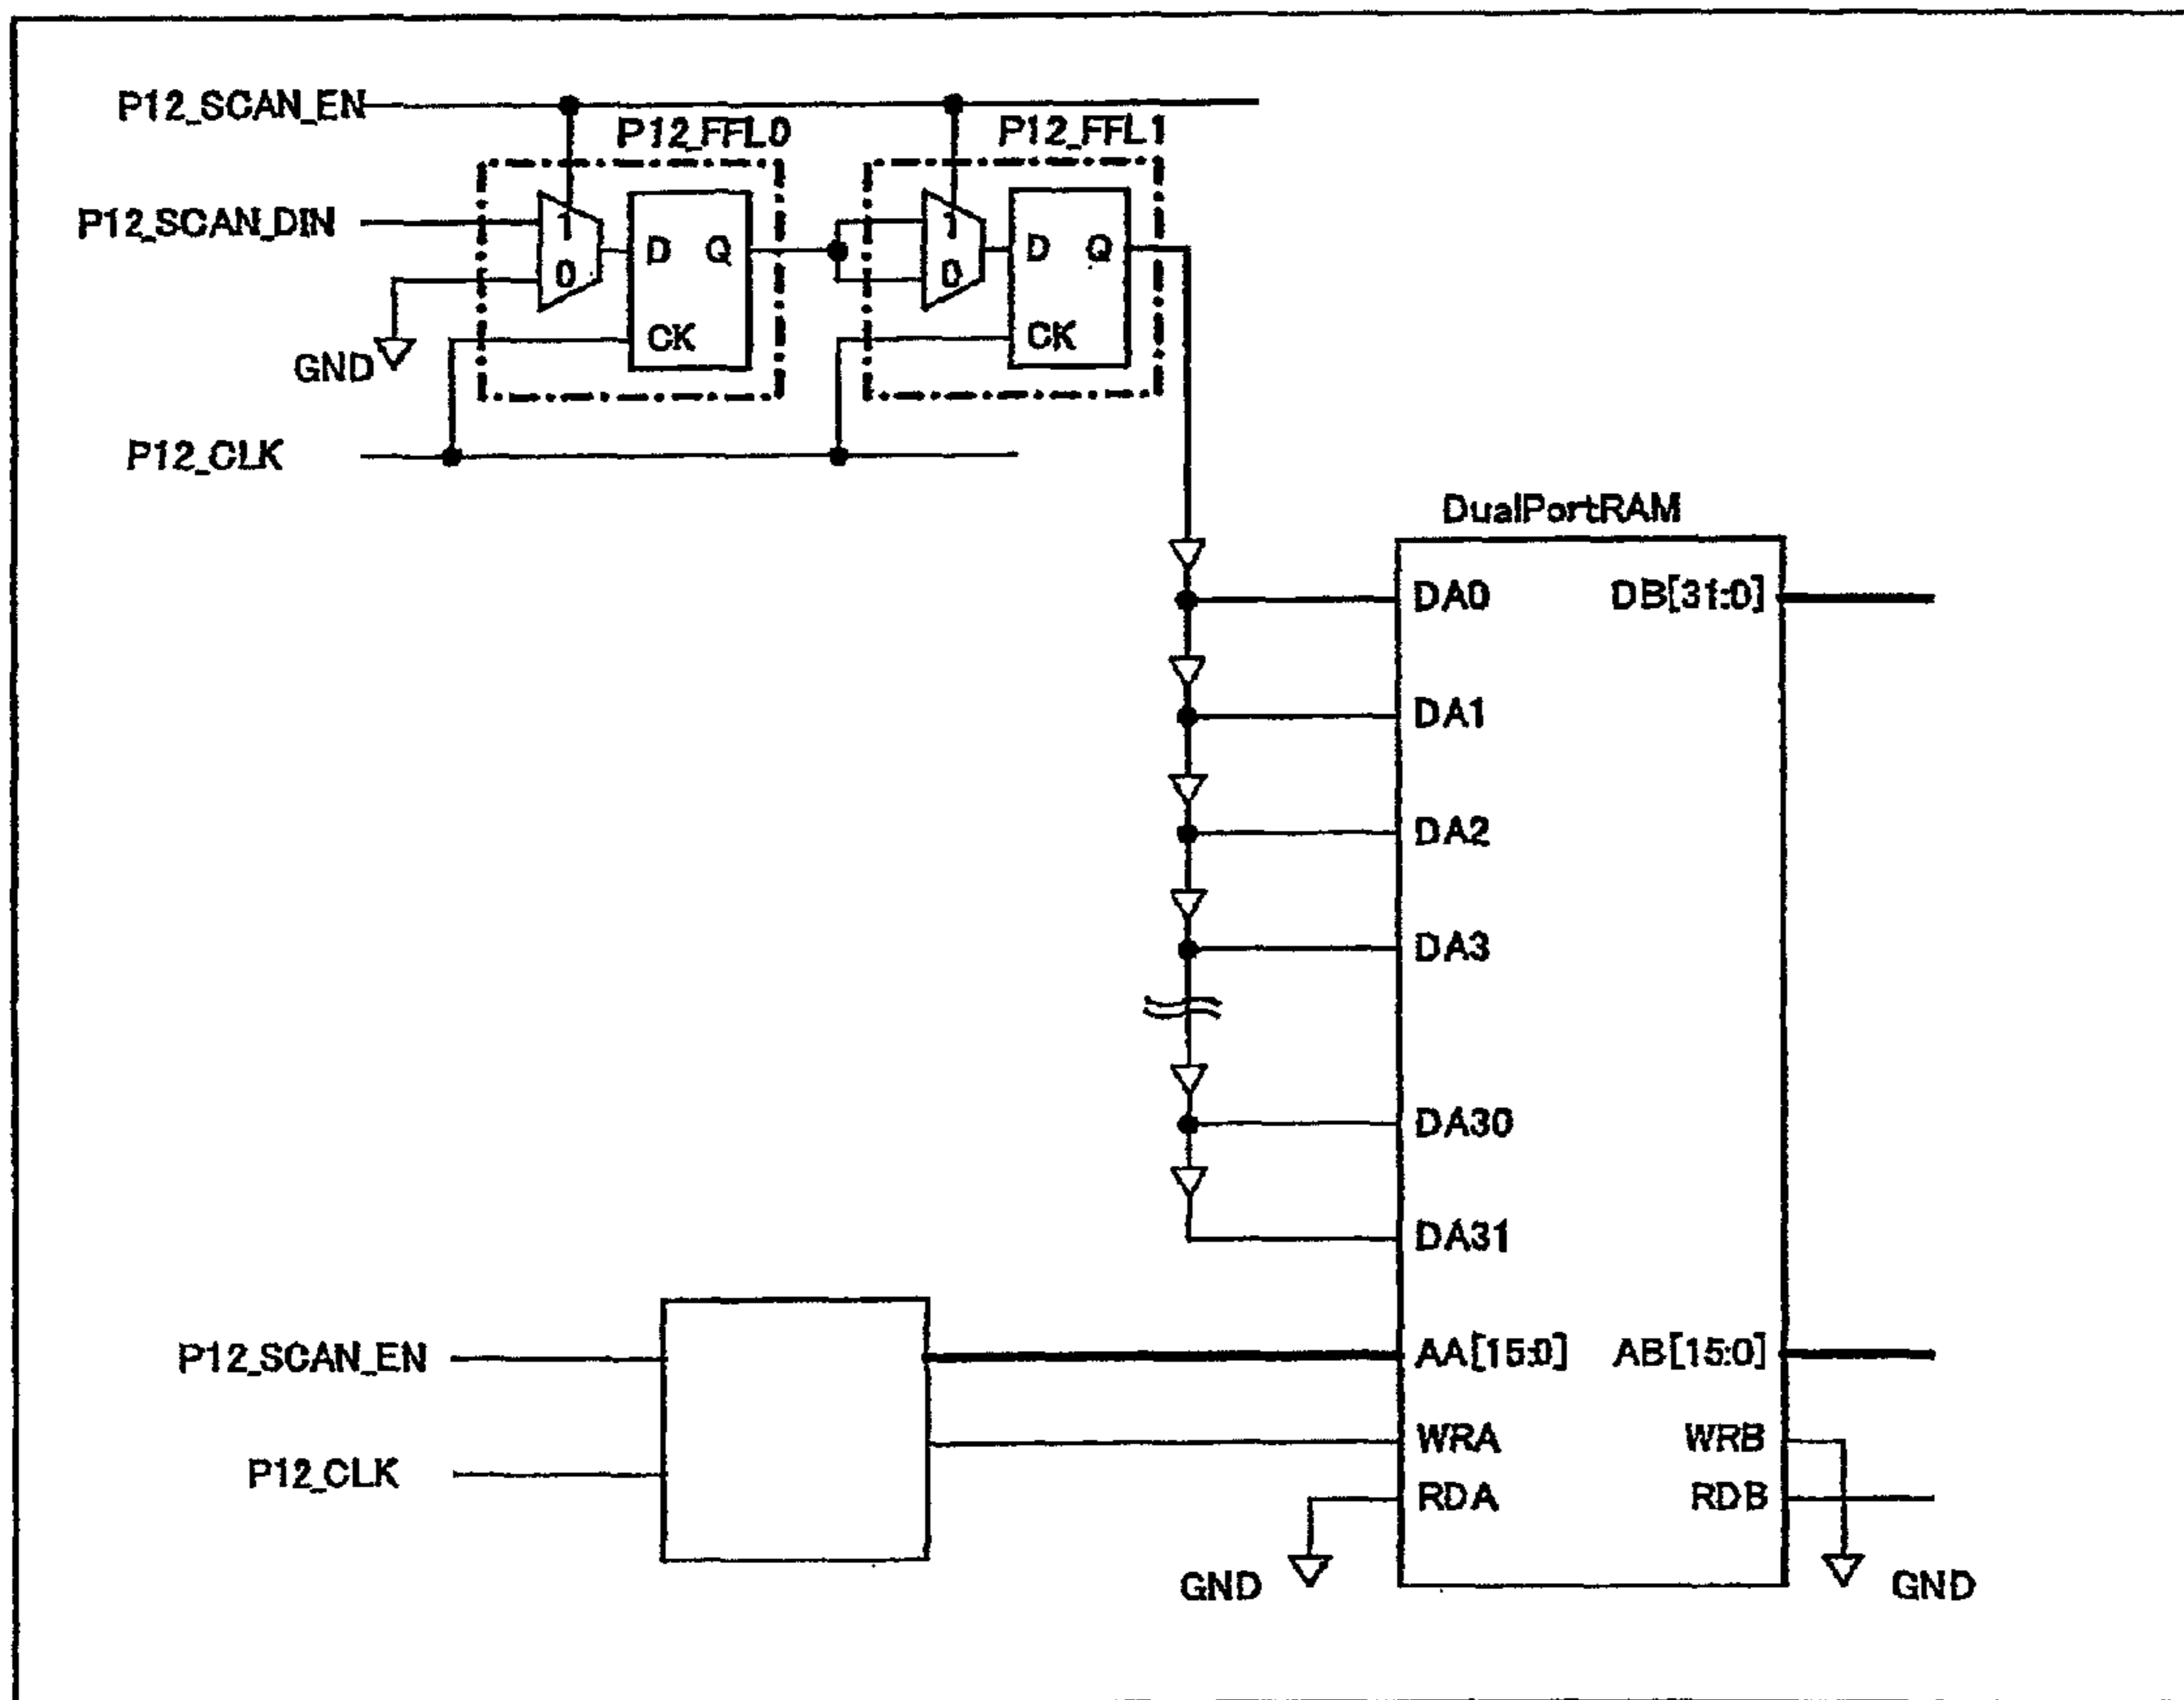 P12_SCAN_EN
P12_FFL0
P12_FFL1
P12_SCAN_DIN
1
0
D
Q
CK
1
0
D
Q
CK
GND
P12_CLK
DualPortRAM
DA0
DB[31:0]
DA1
DA2
DA3
DA30
DA31
P12_SCAN_EN
AA[15:0]
AB[15:0]
P12_CLK
WRA
WRB
RDA
RDB
GND
GND